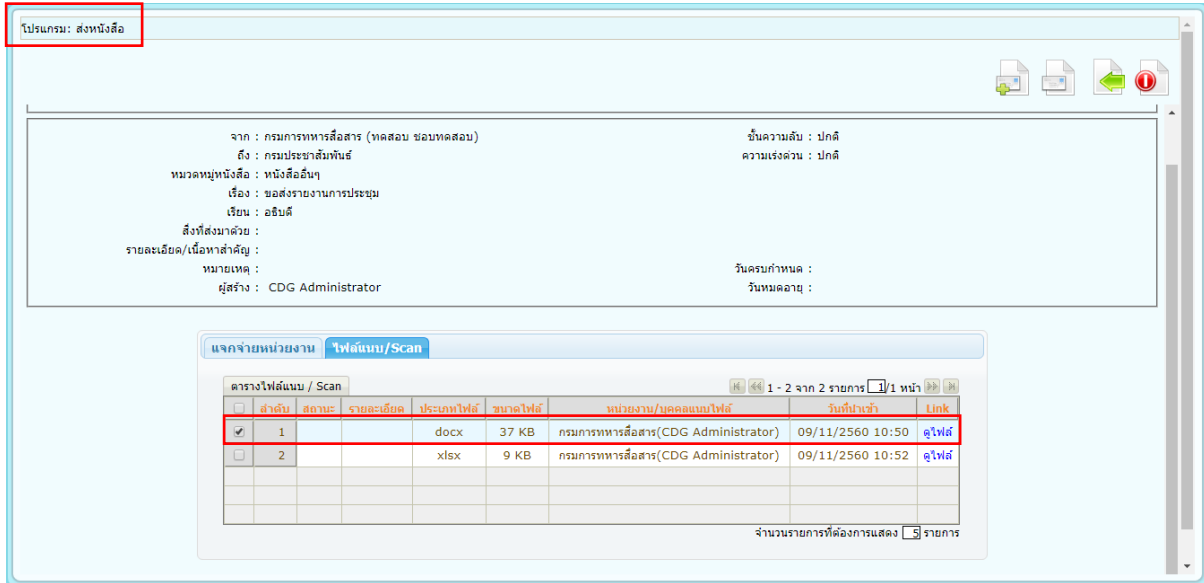 โปรแกรม: ส่งหนังสือ
จาก : กรมการทหารสื่อสาร (ทดสอบ ชอบทดสอบ) ชั้นความลับ : ปกติ
ถึง : กรมประชาสัมพันธ์ ความเร่งด่วน : ปกติ
หมวดหมู่หนังสือ : หนังสืออื่นๆ
เรื่อง : ขอส่งรายงานการประชุม
เรียน : อธิบดี
สิ่งที่ส่งมาด้วย :
รายละเอียด/เนื้อหาสำคัญ :
หมายเหตุ : วันครบกำหนด :
ผู้สร้าง : CDG Administrator วันหมดอายุ :
แจกจ่ายหน่วยงาน ไฟล์แนบ/Scan
ตารางไฟล์แนบ / Scan 1 - 2 จาก 2 รายการ 1/1 หน้า
ลำดับ สถานะ รายละเอียด ประเภทไฟล์ ขนาดไฟล์ หน่วยงาน/บุคคลแนบไฟล์ วันที่นำเข้า Link
1 docx 37 KB กรมการทหารสื่อสาร(CDG Administrator) 09/11/2560 10:50 ดูไฟล์
2 xlsx 9 KB กรมการทหารสื่อสาร(CDG Administrator) 09/11/2560 10:52 ดูไฟล์
จำนวนรายการที่ต้องการแสดง 5 รายการ